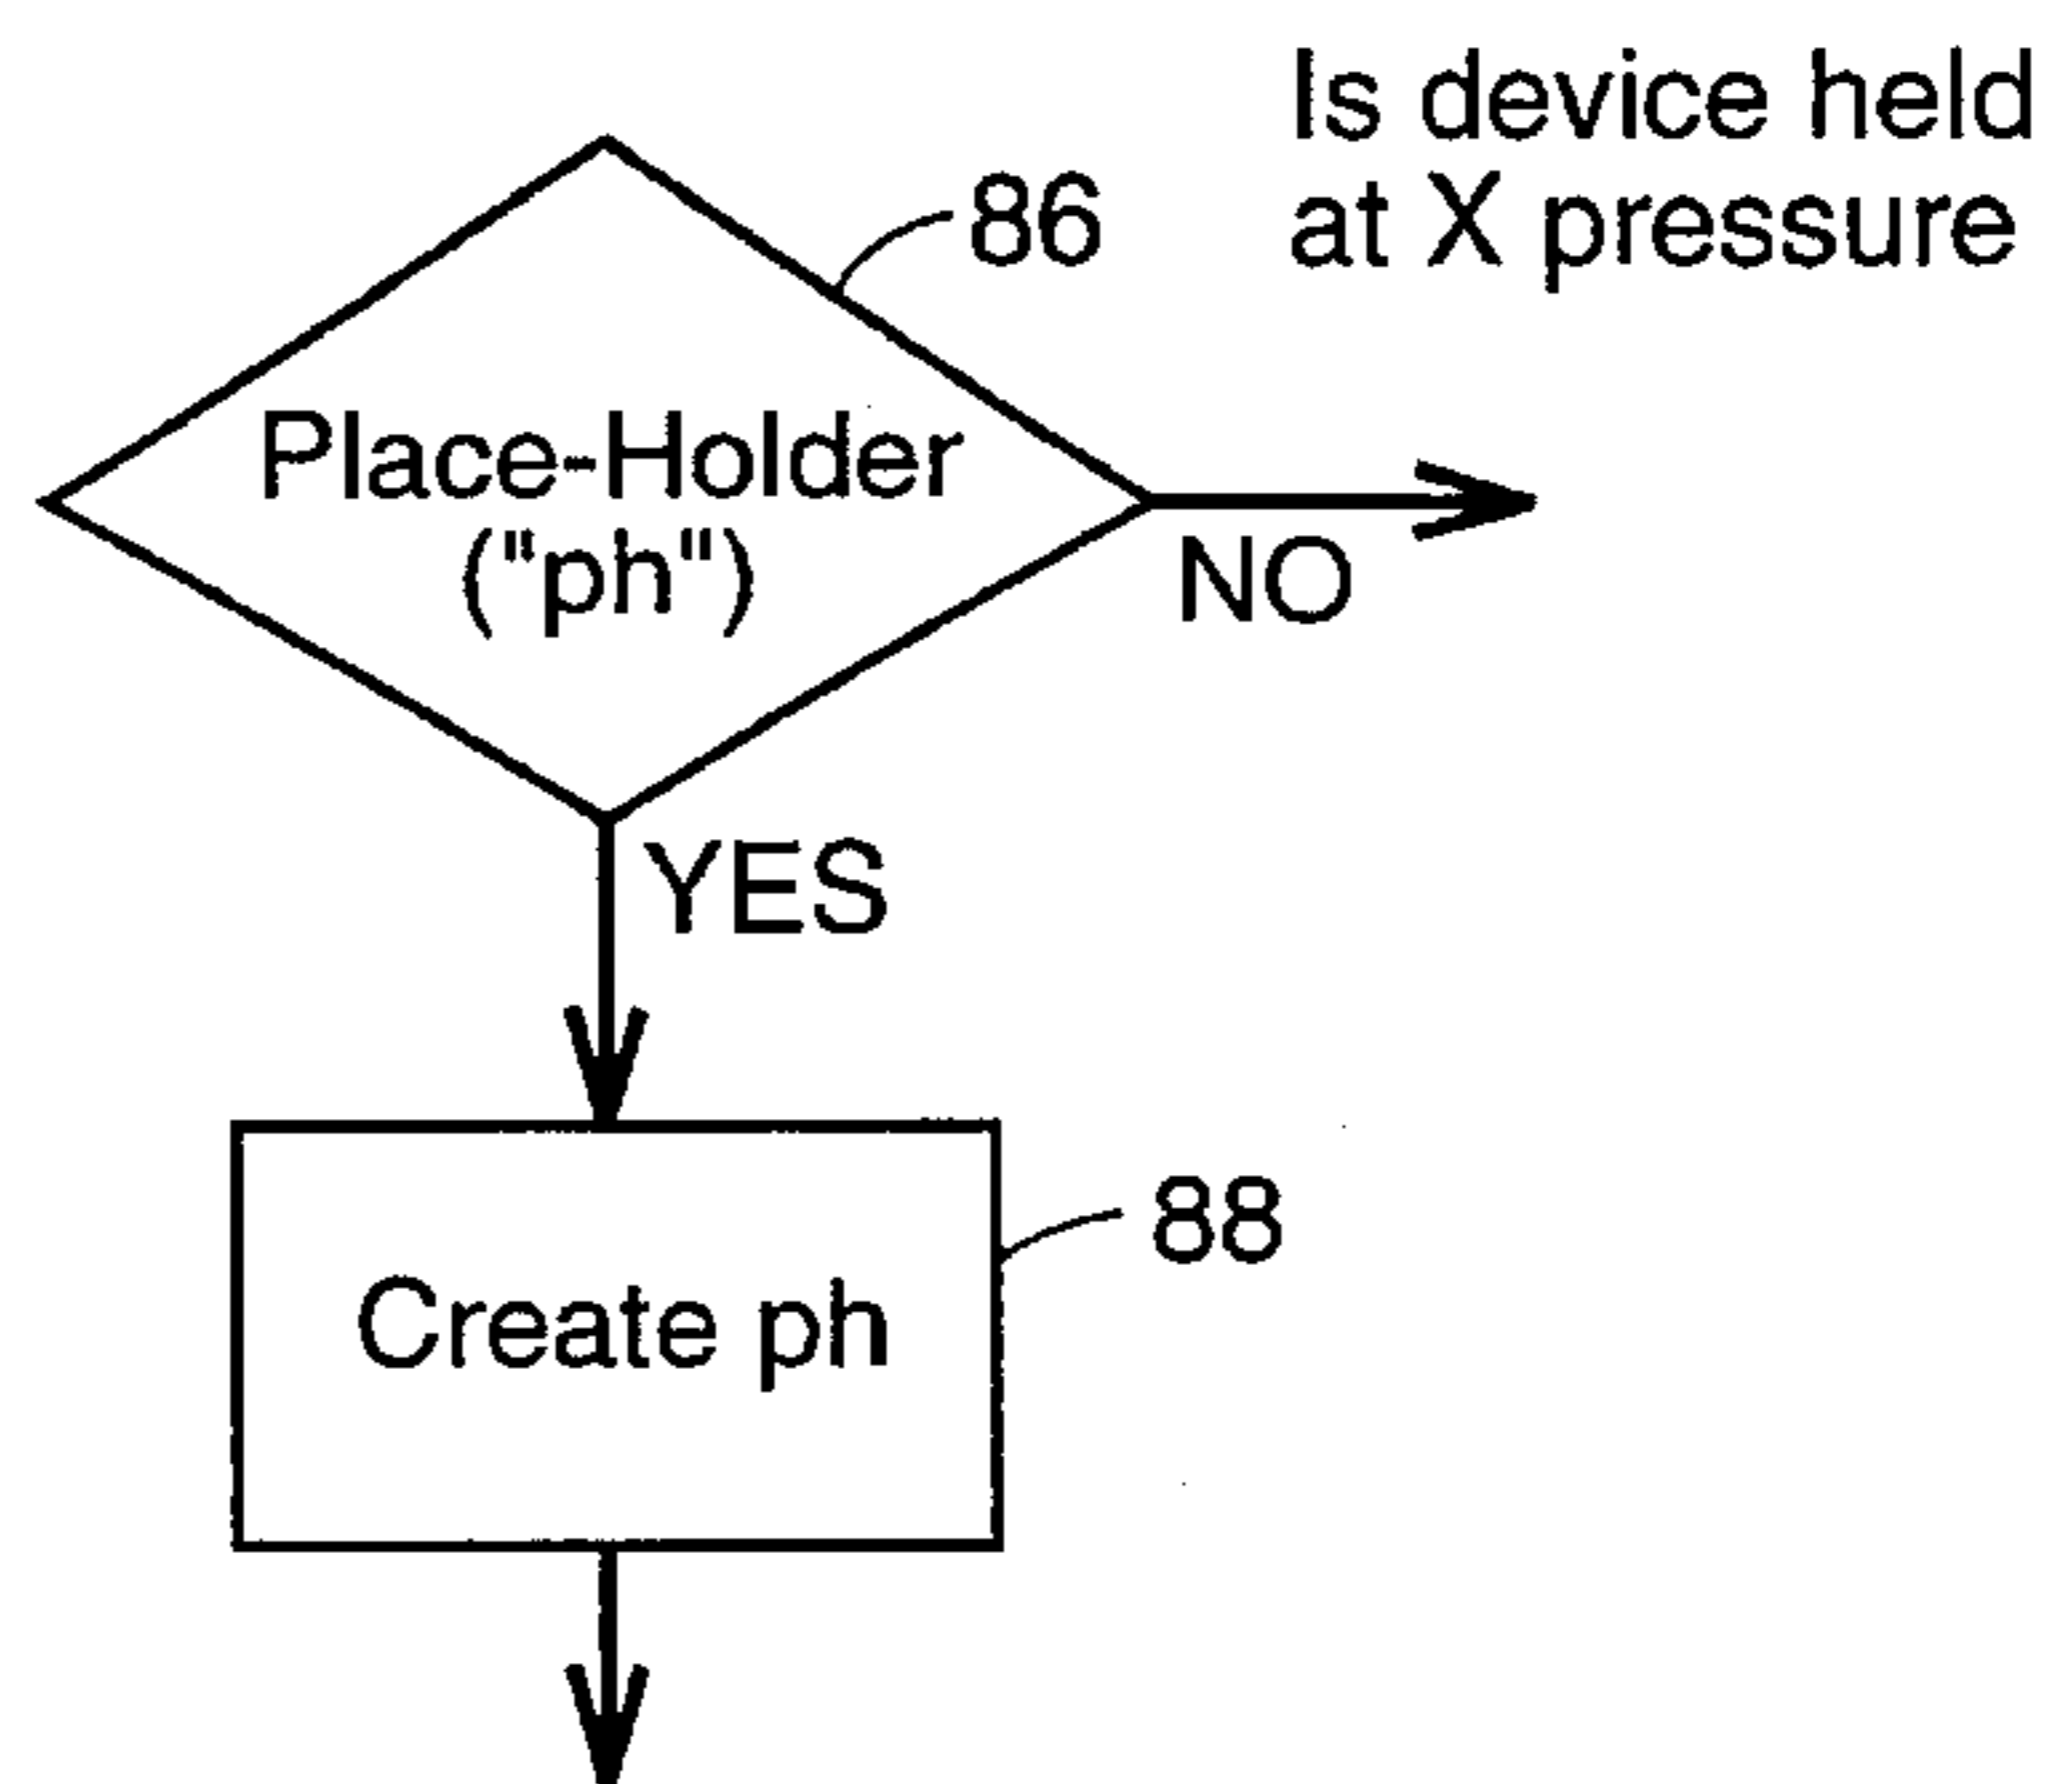 Is device held
at X pressure
86
Place-Holder
("ph")
NO
YES
88
Create ph